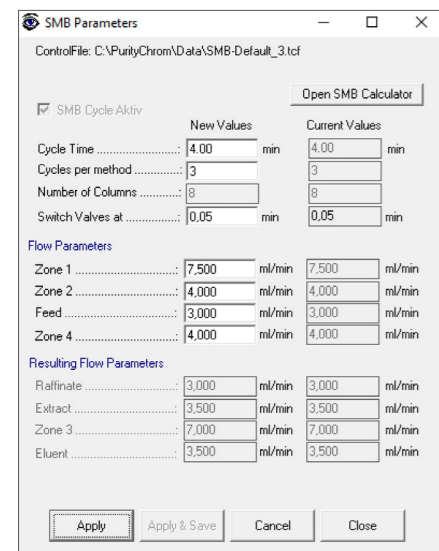 SMB Parameters
ControlFile: C:\PurityChrom\Data\SMB-Default_3.tcf
Open SMB Calculator
SMB Cycle Aktiv
New Values Current Values
Cycle Time ........................: 4.00 min 4.00 min
Cycles per method .............: 3 3
Number of Columns ...........: 8 8
Switch Valves at ................: 0,05 min 0,05 min
Flow Parameters
Zone 1 ..............................: 7,500 ml/min 7,500 ml/min
Zone 2 ..............................: 4,000 ml/min 4,000 ml/min
Feed .................................: 3,000 ml/min 3,000 ml/min
Zone 4 ..............................: 4,000 ml/min 4,000 ml/min
Resulting Flow Parameters
Raffinate ...........................: 3,000 ml/min 3,000 ml/min
Extract ..............................: 3,500 ml/min 3,500 ml/min
Zone 3 ..............................: 7,000 ml/min 7,000 ml/min
Eluent ...............................: 3,500 ml/min 3,500 ml/min
Apply Apply & Save Cancel Close